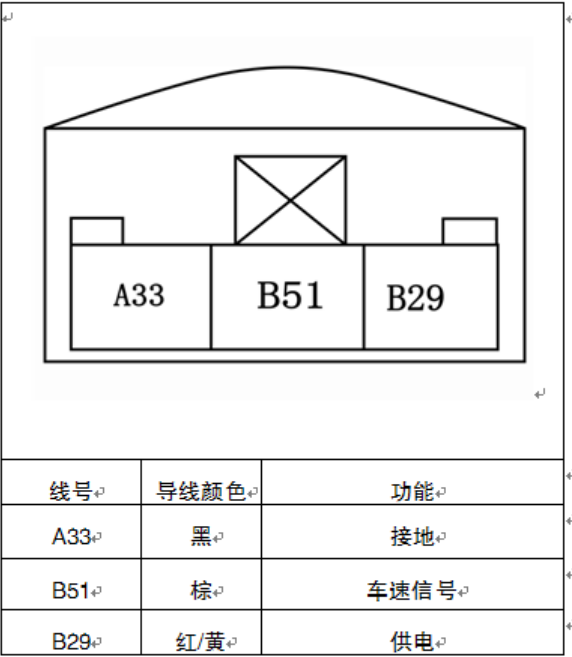 A33 B51 B29
线号 导线颜色 功能
A33 黑 接地
B51 棕 车速信号
B29 红/黄 供电